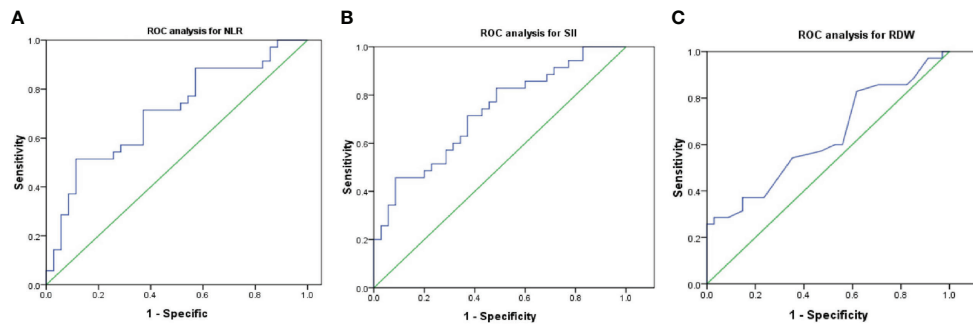 A
ROC analysis for NLR
1.0
0.8
0.6
0.4
0.2
0.0
Sensitivity
0.0 0.2 0.4 0.6 0.8 1.0
1 - Specific
B
ROC analysis for SII
1.0
0.8
0.6
0.4
0.2
0.0
Sensitivity
0.0 0.2 0.4 0.6 0.8 1.0
1 - Specificity
C
ROC analysis for RDW
1.0
0.8
0.6
0.4
0.2
0.0
Sensitivity
0.0 0.2 0.4 0.6 0.8 1.0
1 - Specificity